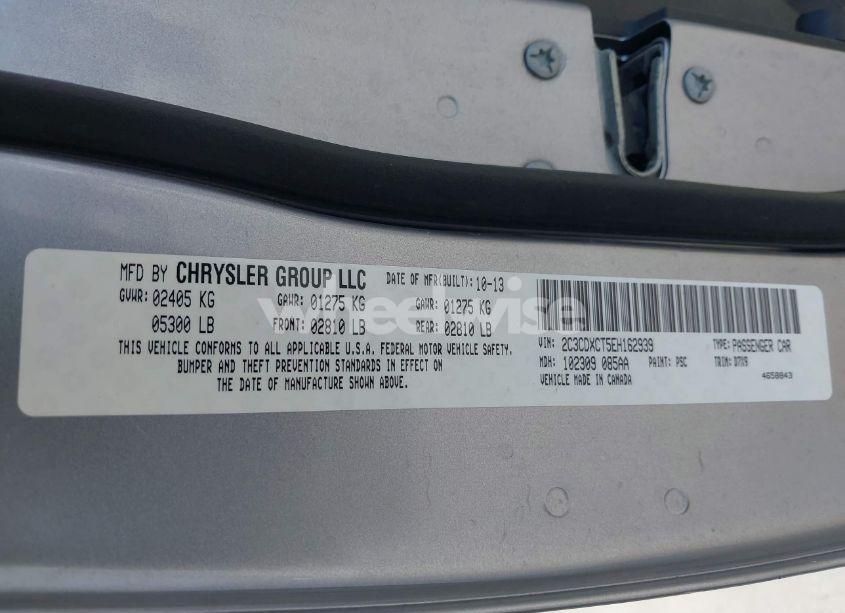 MFD BY CHRYSLER GROUP LLC DATE OF MFR(BUILT): 10-13
GVWR: 02405 KG GAWR: 01275 KG GAWR: 01275 KG
05300 LB FRONT: 02810 LB REAR: 02810 LB
THIS VEHICLE CONFORMS TO ALL APPLICABLE U.S.A. FEDERAL MOTOR VEHICLE SAFETY,
BUMPER AND THEFT PREVENTION STANDARDS IN EFFECT ON
THE DATE OF MANUFACTURE SHOWN ABOVE.
VIN: 2C3CDXCT5EH162939 TYPE: PASSENGER CAR
MDH: 102309 085AA PAINT: PSC TRIM: D7X9
VEHICLE MADE IN CANADA 4658843
wheelwise